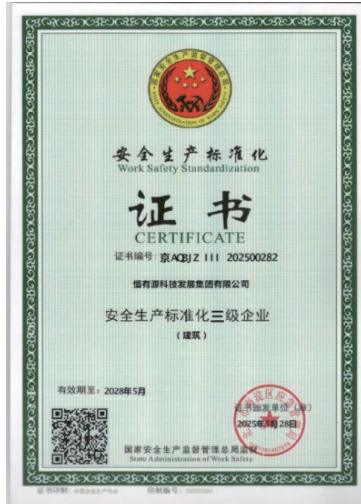 安全生产标准化
Work Safety Standardization
证书
CERTIFICATE
证书编号: 京AQBJZ III 202500282
恒有源科技发展集团有限公司
安全生产标准化三级企业
(建筑)
有效期至: 2028年5月
证书颁发单位 (章)
2025年5月28日
国家安全生产监督管理总局监制
State Administration of Work Safety